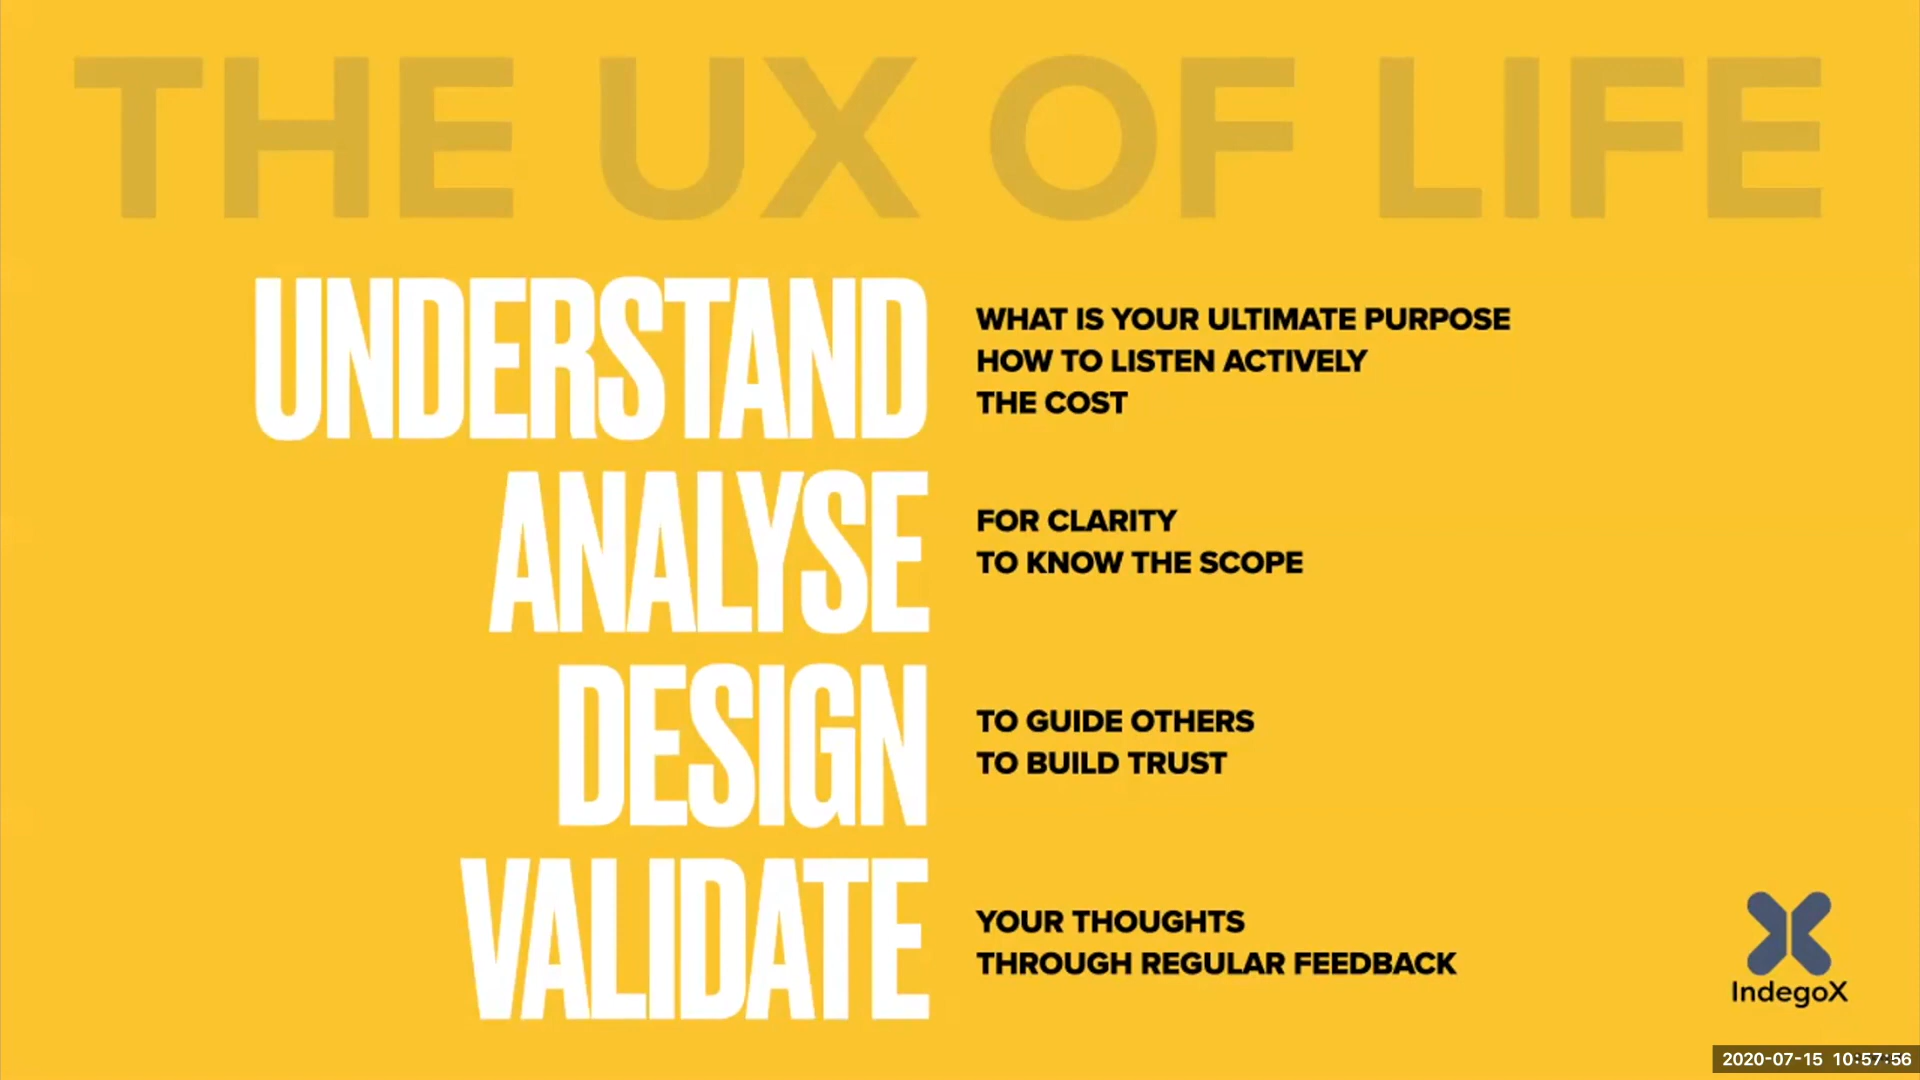 THE UX OF LIFE
UNDERSTAND
WHAT IS YOUR ULTIMATE PURPOSE
HOW TO LISTEN ACTIVELY
THE COST
ANALYSE
FOR CLARITY
TO KNOW THE SCOPE
DESIGN
TO GUIDE OTHERS
TO BUILD TRUST
VALIDATE
YOUR THOUGHTS
THROUGH REGULAR FEEDBACK
IndegoX
2020-07-15 10:57:56